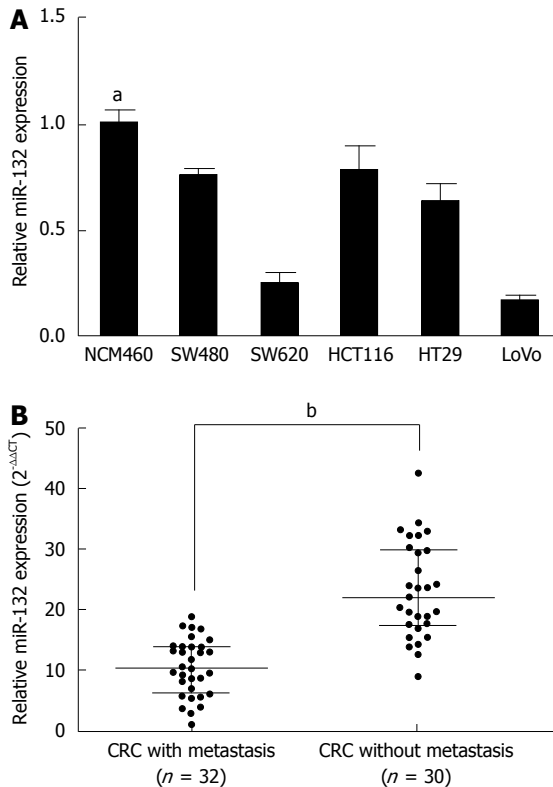 A
Relative miR-132 expression
1.5
1.0
0.5
0.0
a
NCM460 SW480 SW620 HCT116 HT29 LoVo
B
Relative miR-132 expression (2^-ΔΔCT)
50
40
30
20
10
0
b
CRC with metastasis CRC without metastasis
(n = 32) (n = 30)